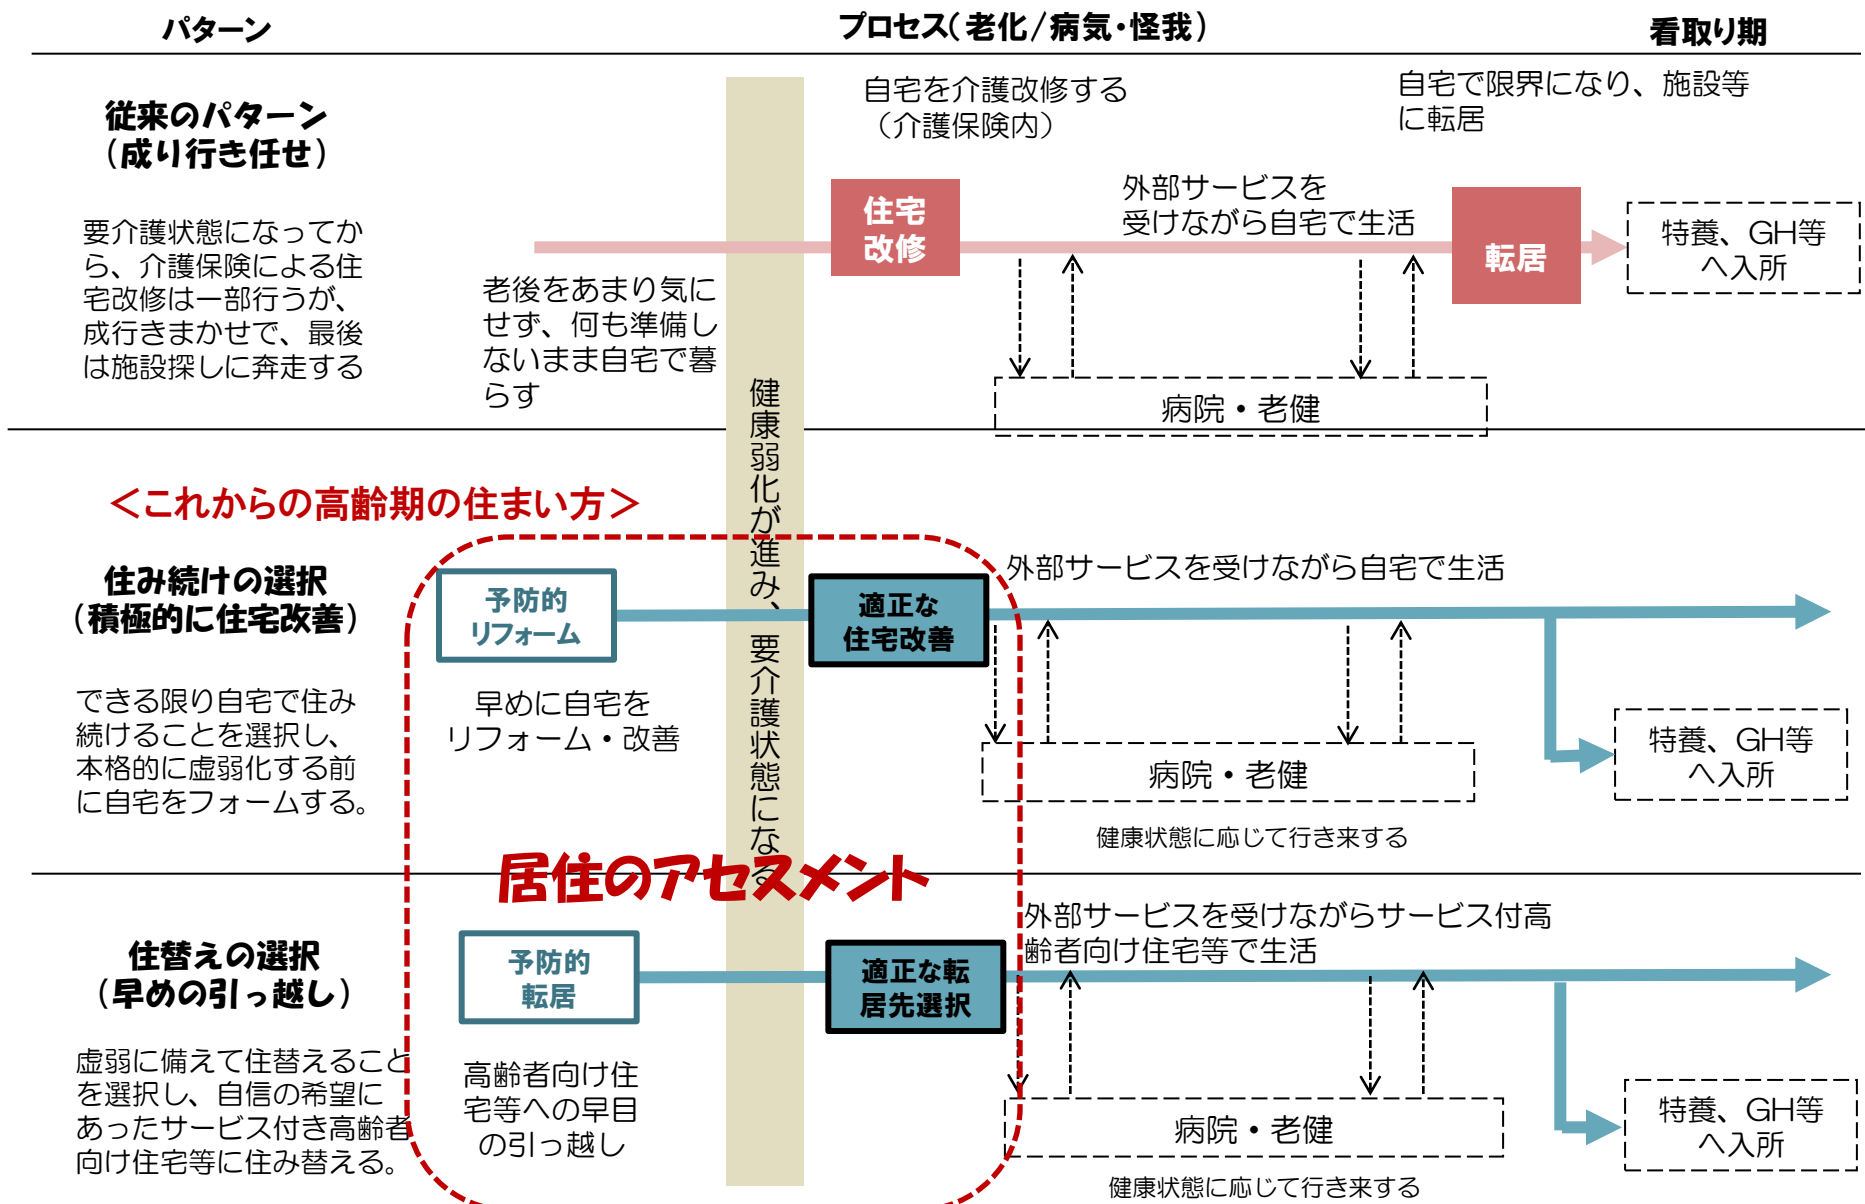 パターン
プロセス(老化/病気・怪我)
看取り期
従来のパターン
(成り行き任せ)
要介護状態になってか
ら、介護保険による住
宅改修は一部行うが、
成行きまかせで、最後
は施設探しに奔走する
老後をあまり気に
せず、何も準備し
ないまま自宅で暮
らす
自宅を介護改修する
(介護保険内)
住宅
改修
外部サービスを
受けながら自宅で生活
自宅で限界になり、施設等
に転居
転居
特養、GH等
へ入所
病院・老健
健康弱化が進み、要介護状態になる
<これからの高齢期の住まい方>
住み続けの選択
(積極的に住宅改善)
できる限り自宅で住み
続けることを選択し、
本格的に虚弱化する前
に自宅をフォームする。
予防的
リフォーム
早めに自宅を
リフォーム・改善
適正な
住宅改善
外部サービスを受けながら自宅で生活
病院・老健
健康状態に応じて行き来する
特養、GH等
へ入所
居住のアセスメント
住替えの選択
(早めの引っ越し)
虚弱に備えて住替えること
を選択し、自信の希望に
あったサービス付き高齢者
向け住宅等に住み替える。
予防的
転居
高齢者向け住
宅等への早目
の引っ越し
適正な転
居先選択
外部サービスを受けながらサービス付高
齢者向け住宅等で生活
病院・老健
健康状態に応じて行き来する
特養、GH等
へ入所